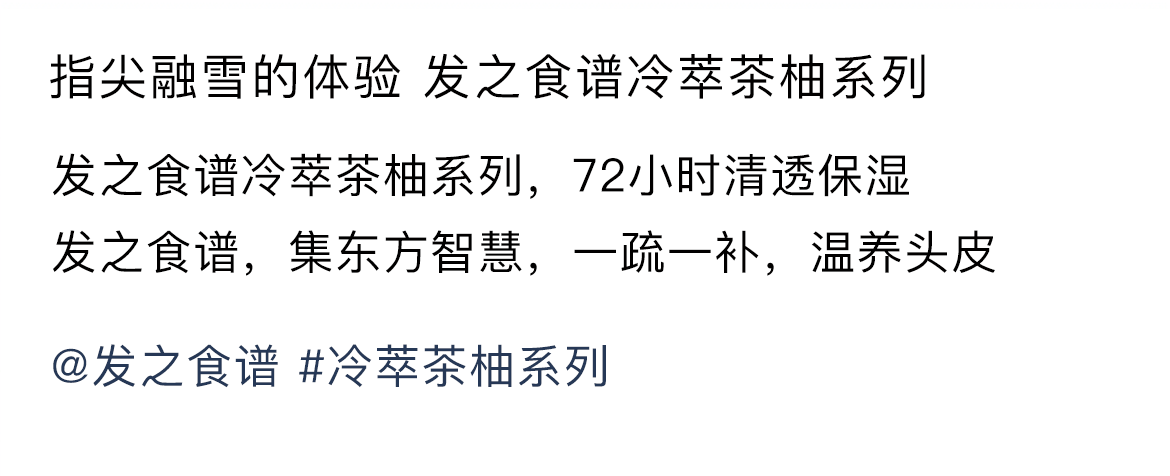 指尖融雪的体验 发之食谱冷萃茶柚系列
发之食谱冷萃茶柚系列，72小时清透保湿
发之食谱，集东方智慧，一疏一补，温养头皮
@发之食谱 #冷萃茶柚系列